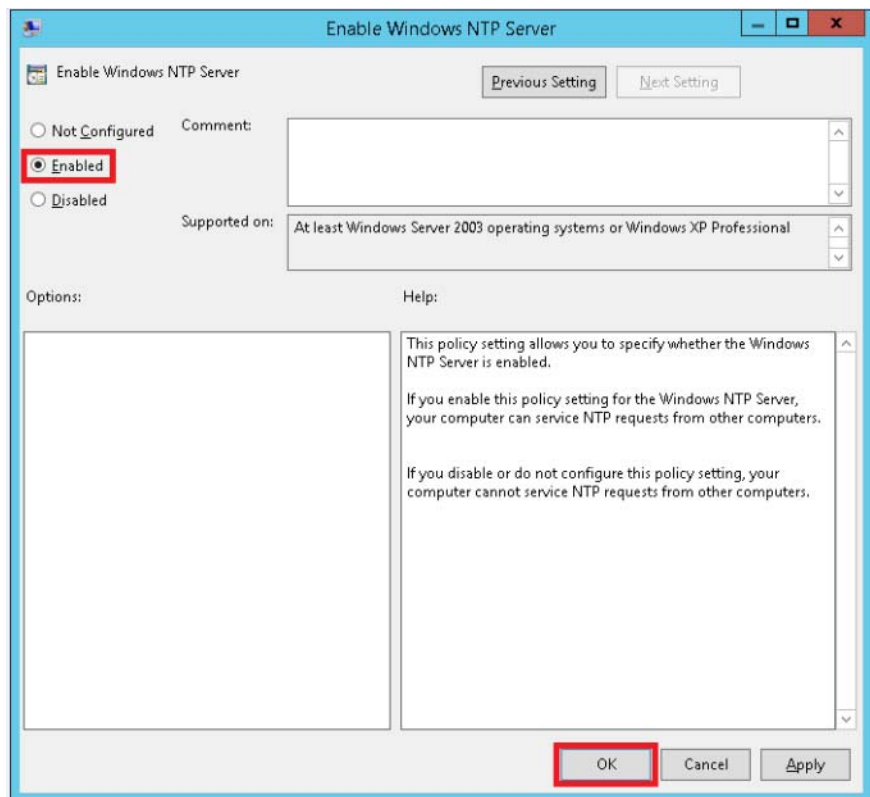 Enable Windows NTP Server
Enable Windows NTP Server
Previous Setting
Next Setting
Not Configured
Comment:
Enabled
Disabled
Supported on:
At least Windows Server 2003 operating systems or Windows XP Professional
Options:
Help:
This policy setting allows you to specify whether the Windows
NTP Server is enabled.
If you enable this policy setting for the Windows NTP Server,
your computer can service NTP requests from other computers.
If you disable or do not configure this policy setting, your
computer cannot service NTP requests from other computers.
OK
Cancel
Apply